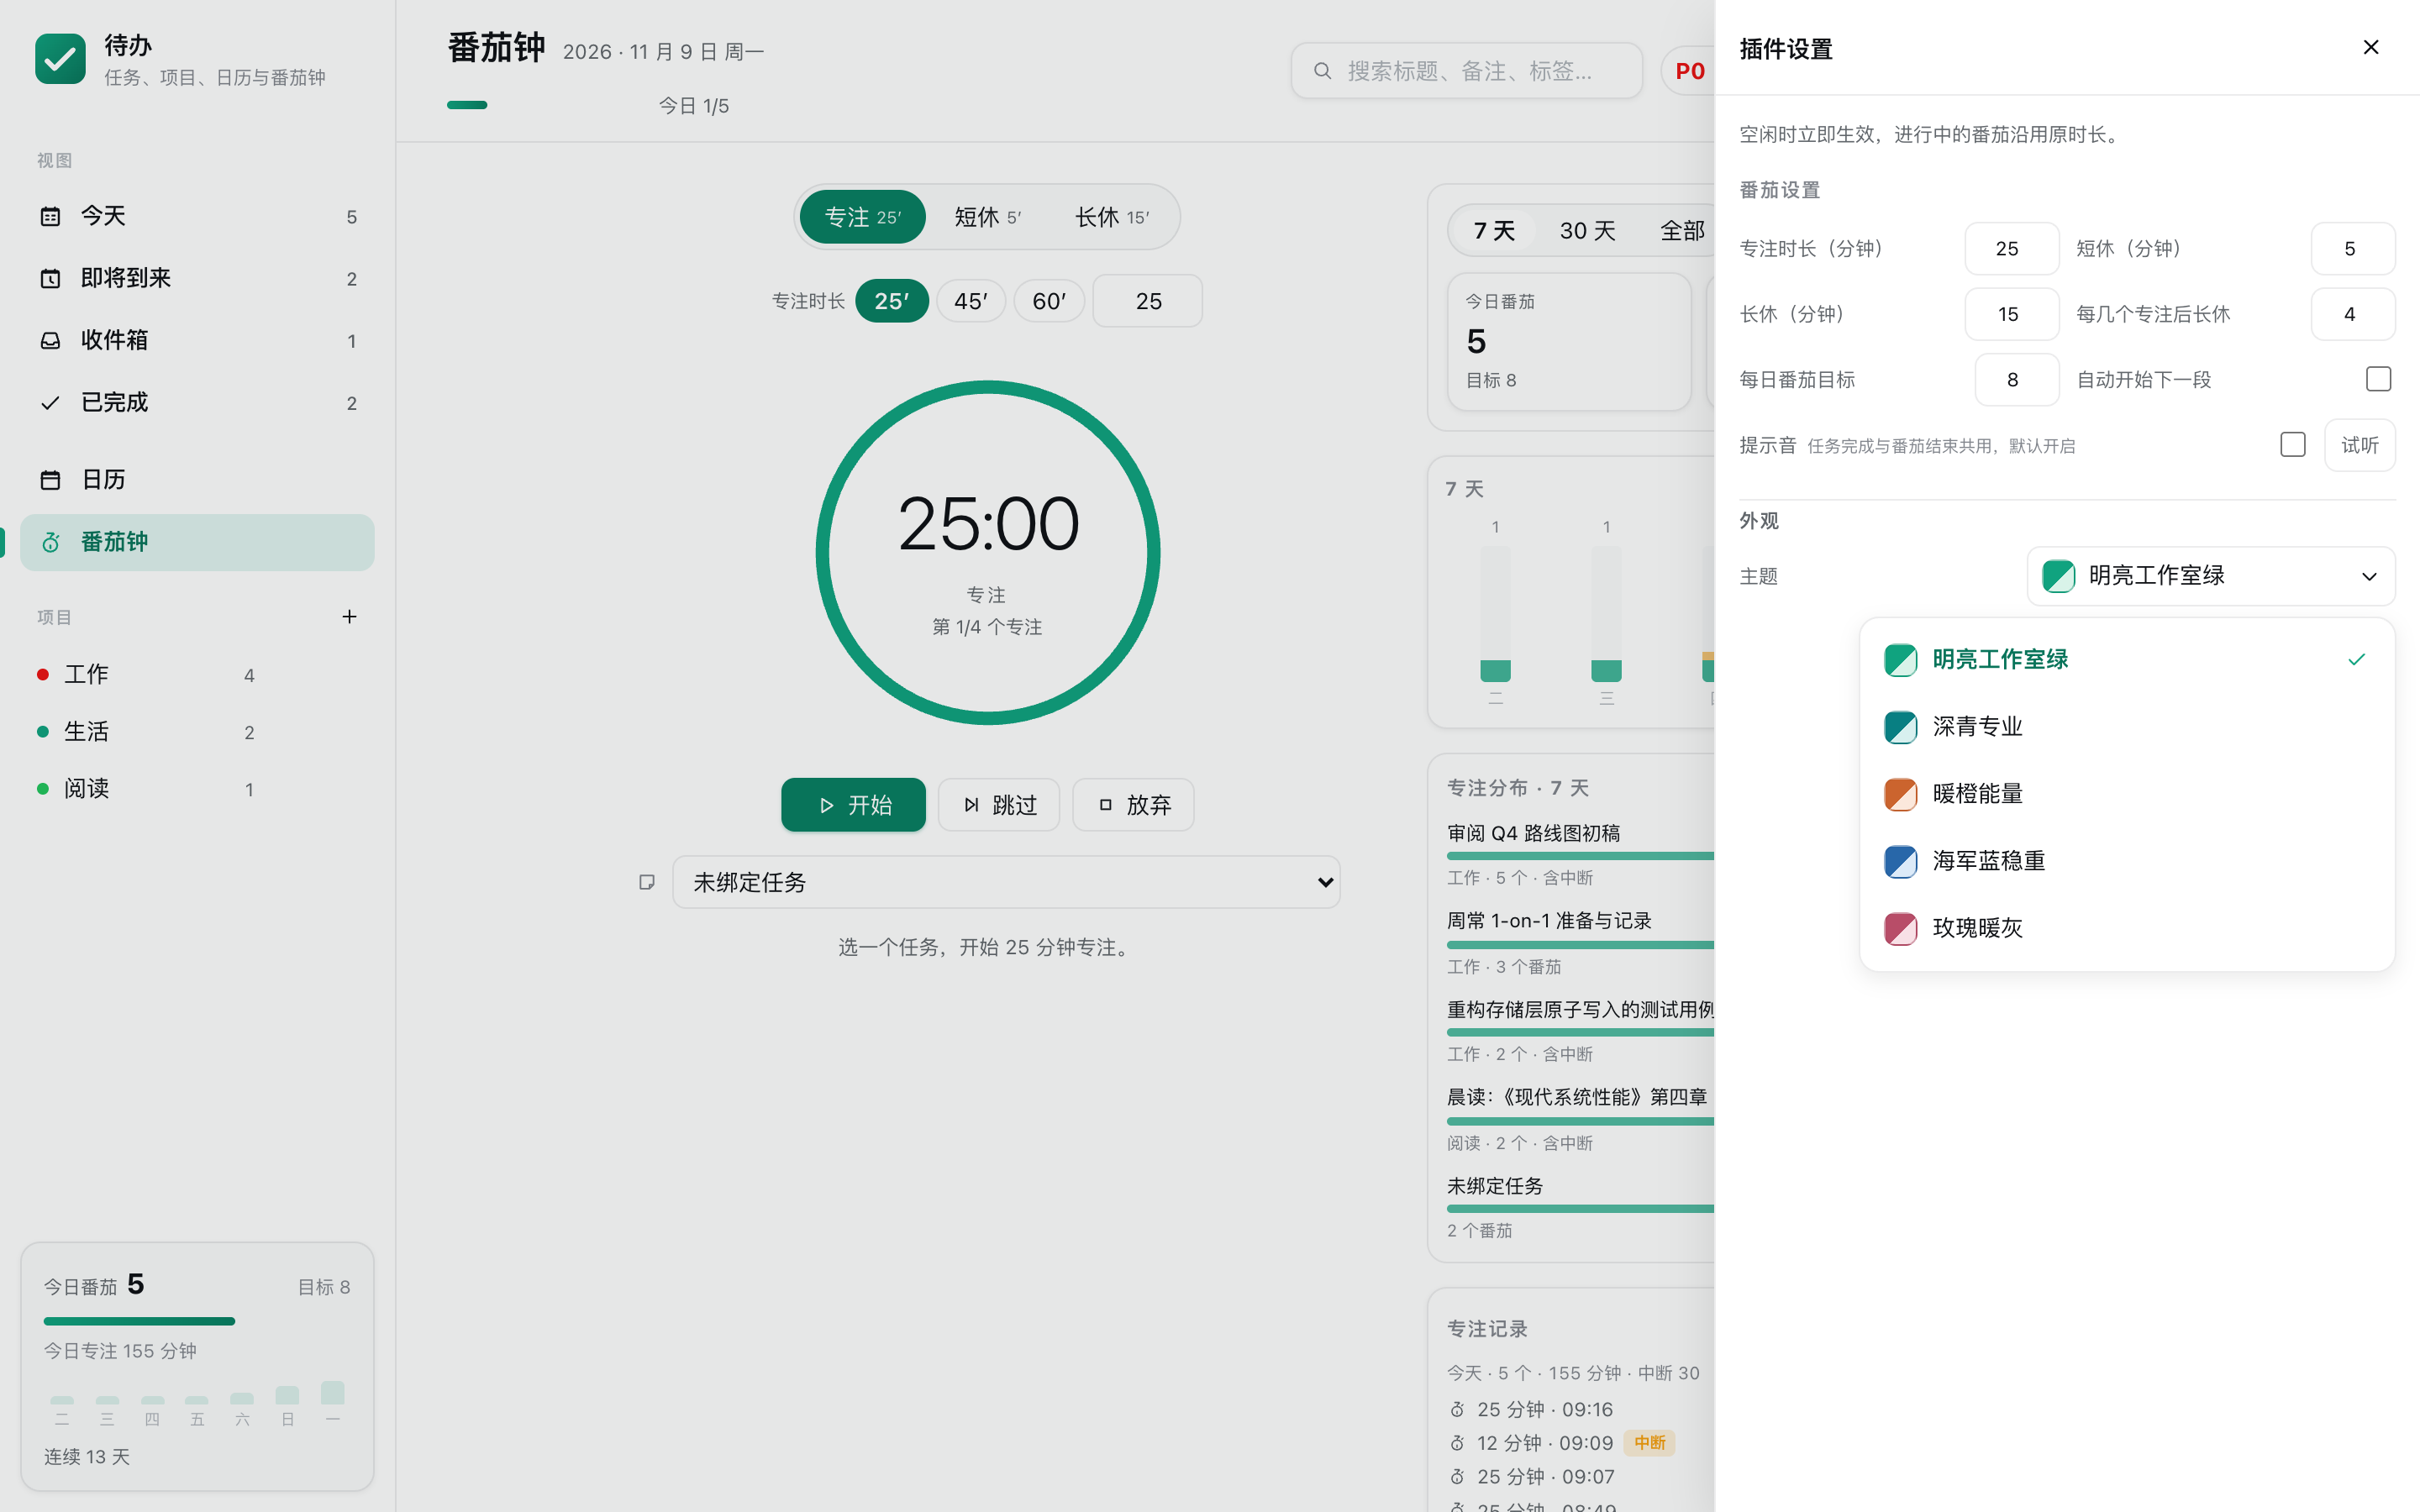 待办
任务、项目、日历与番茄钟
视图
今天 5
即将到来 2
收件箱 1
已完成 2
日历
番茄钟
项目
工作 4
生活 2
阅读 1
今日番茄 5 目标 8
今日专注 155 分钟
二 三 四 五 六 日 一
连续 13 天
番茄钟 2026 · 11 月 9 日 周一
今日 1/5
搜索标题、备注、标签...
P0
专注 25′ 短休 5′ 长休 15′
专注时长 25′ 45′ 60′ 25
25:00
专注
第 1/4 个专注
开始 跳过 放弃
未绑定任务
选一个任务，开始 25 分钟专注。
7 天 30 天 全部
今日番茄
5
目标 8
7 天
1 1
二 三
专注分布 · 7 天
审阅 Q4 路线图初稿
工作 · 5 个 · 含中断
周常 1-on-1 准备与记录
工作 · 3 个番茄
重构存储层原子写入的测试用例
工作 · 2 个 · 含中断
晨读：《现代系统性能》第四章
阅读 · 2 个 · 含中断
未绑定任务
2 个番茄
专注记录
今天 · 5 个 · 155 分钟 · 中断 30
25 分钟 · 09:16
12 分钟 · 09:09 中断
25 分钟 · 09:07
25 分钟 · 08:49
插件设置
空闲时立即生效，进行中的番茄沿用原时长。
番茄设置
专注时长（分钟） 25 短休（分钟） 5
长休（分钟） 15 每几个专注后长休 4
每日番茄目标 8 自动开始下一段
提示音 任务完成与番茄结束共用，默认开启 试听
外观
主题 明亮工作室绿
明亮工作室绿
深青专业
暖橙能量
海军蓝稳重
玫瑰暖灰